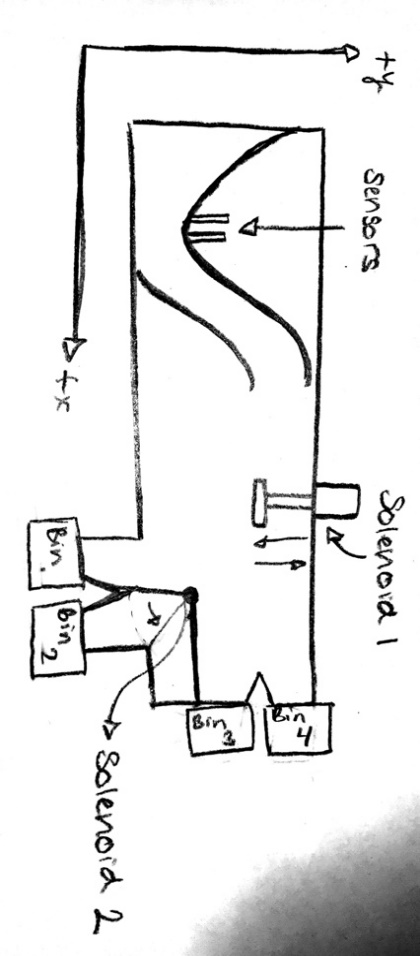 +y
Sensors
+x
Solenoid 1
Bin 1
Bin 2
Bin 3
Bin 4
Solenoid 2